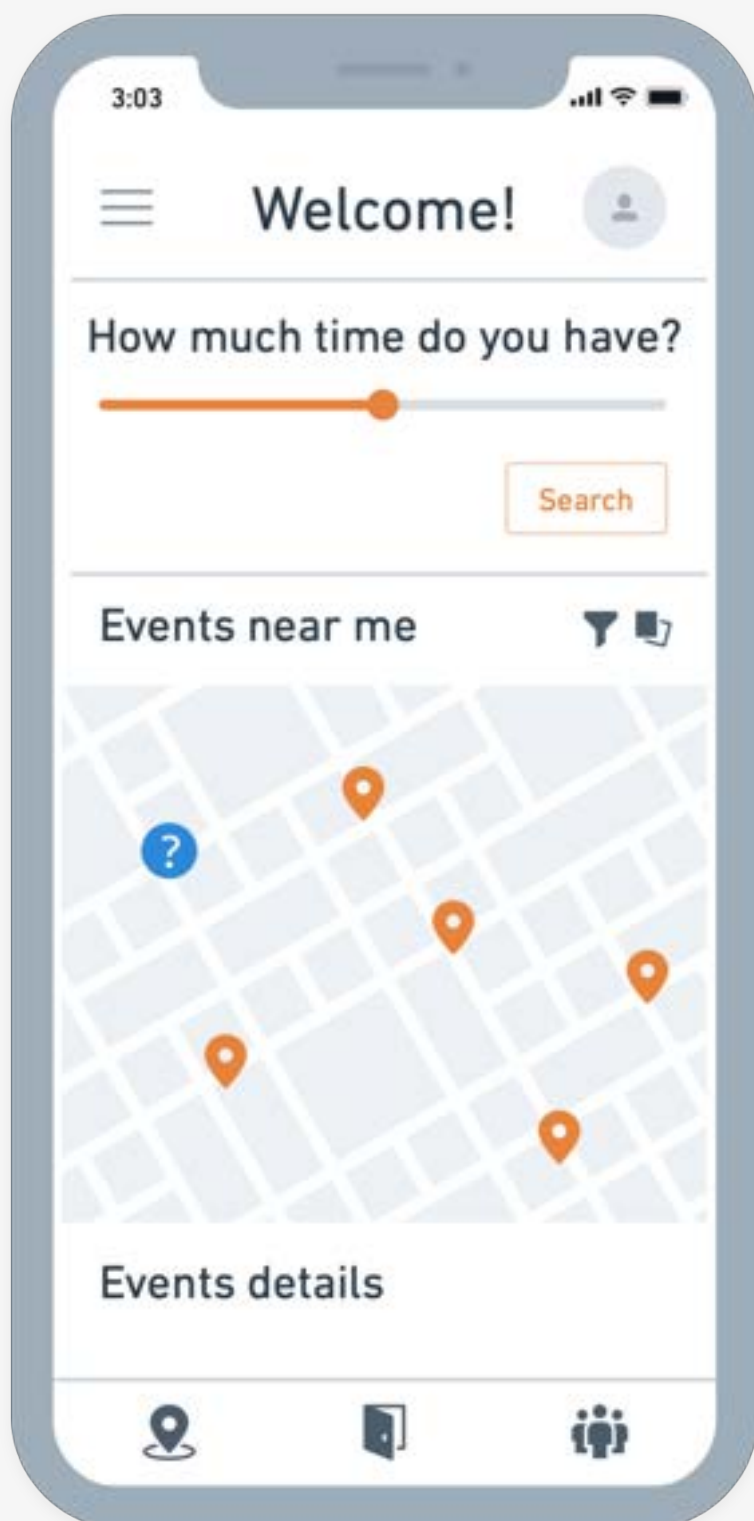 3:03
Welcome!
How much time do you have?
Search
Events near me
?
Events details